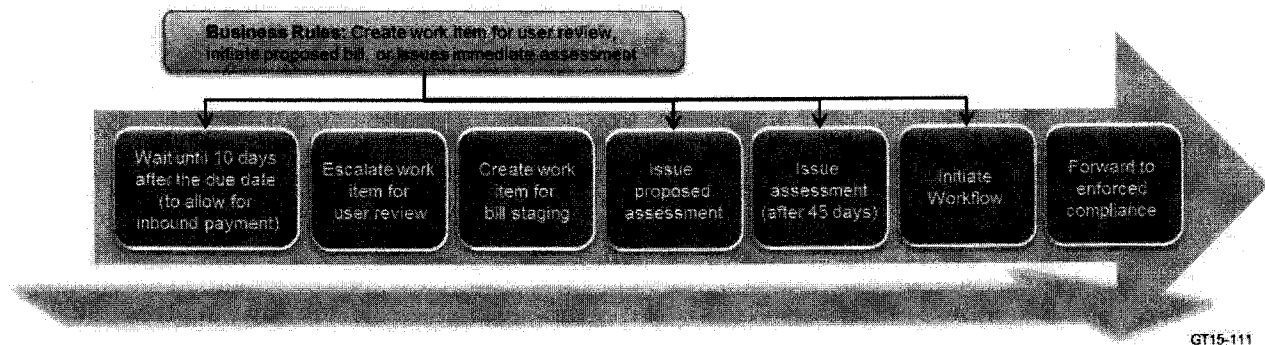 Business Rules: Create work item for user review,
initiate proposed bill, or issues immediate assessment
Wait until 10 days
after the due date
(to allow for
inbound payment)
Escalate work
item for
user review
Create work
item for
bill staging
Issue
proposed
assessment
Issue
assessment
(after 45 days)
Initiate
Workflow
Forward to
enforced
compliance
GT15-111